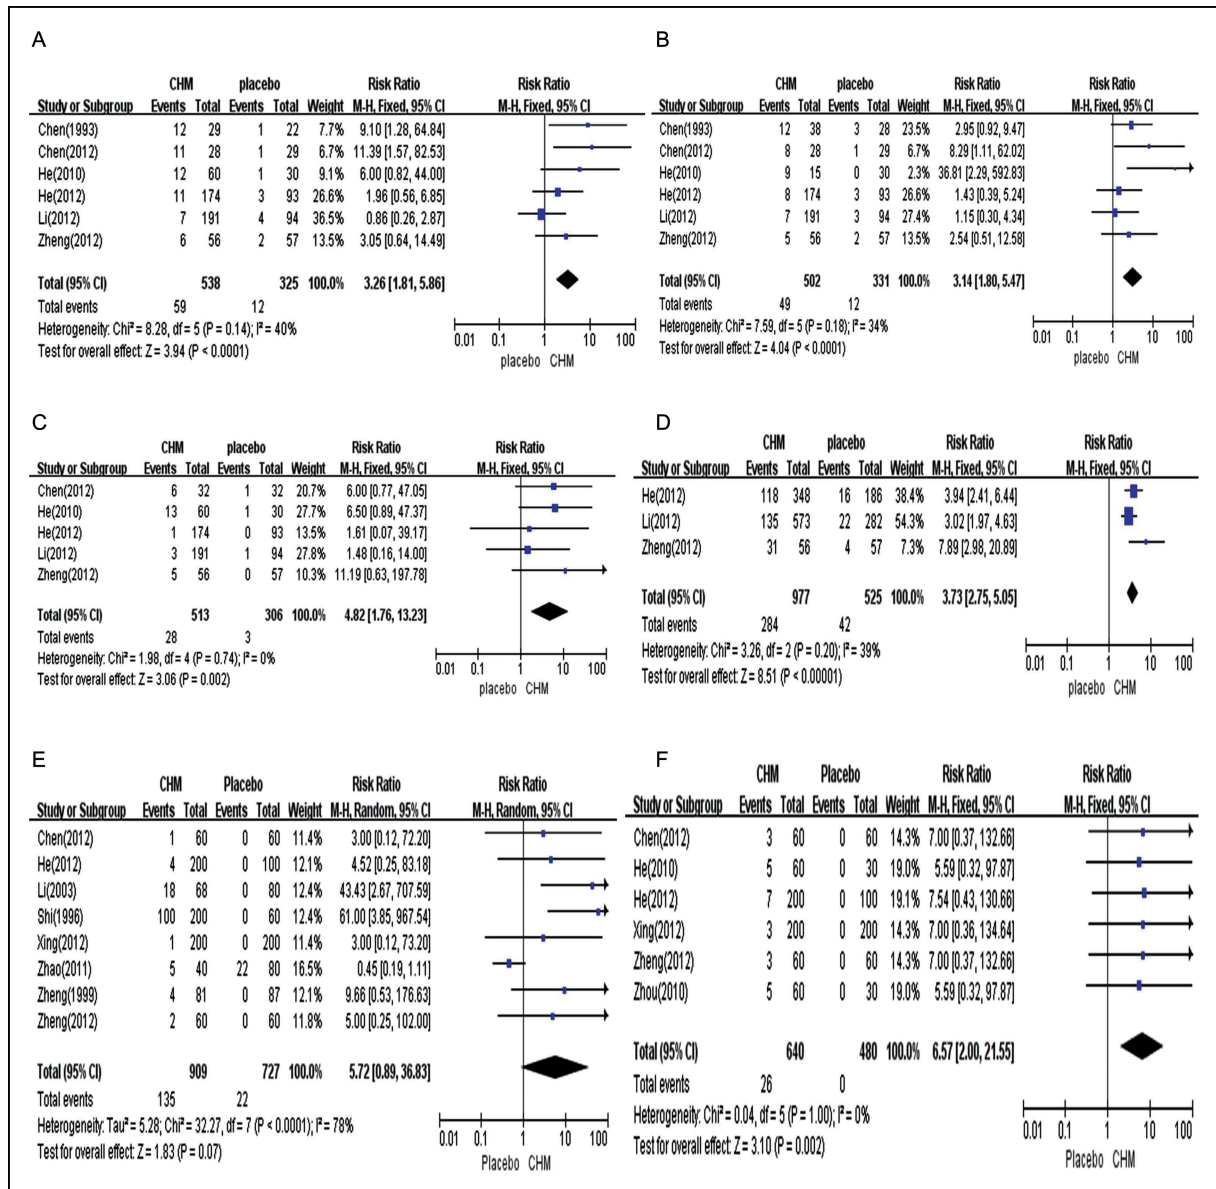 A
CHM placebo Risk Ratio Risk Ratio
Study or Subgroup Events Total Events Total Weight M-H, Fixed, 95% CI M-H, Fixed, 95% CI
Chen(1993) 12 29 1 22 7.7% 9.10 [1.28, 64.84]
Chen(2012) 11 28 1 29 6.7% 11.39 [1.57, 82.53]
He(2010) 12 60 1 30 9.1% 6.00 [0.82, 44.00]
He(2012) 11 174 3 93 26.6% 1.96 [0.56, 6.85]
Li(2012) 7 191 4 94 36.5% 0.86 [0.26, 2.87]
Zheng(2012) 6 56 2 57 13.5% 3.05 [0.64, 14.49]
Total (95% CI) 538 325 100.0% 3.26 [1.81, 5.86]
Total events 59 12
Heterogeneity: Chi² = 8.28, df = 5 (P = 0.14); I² = 40%
Test for overall effect: Z = 3.94 (P < 0.0001)
0.01 0.1 1 10 100
placebo CHM
B
CHM placebo Risk Ratio Risk Ratio
Study or Subgroup Events Total Events Total Weight M-H, Fixed, 95% CI M-H, Fixed, 95% CI
Chen(1993) 12 38 3 28 23.5% 2.95 [0.92, 9.47]
Chen(2012) 8 28 1 29 6.7% 8.29 [1.11, 62.02]
He(2010) 9 15 0 30 2.3% 36.81 [2.29, 592.83]
He(2012) 8 174 3 93 26.6% 1.43 [0.39, 5.24]
Li(2012) 7 191 3 94 27.4% 1.15 [0.30, 4.34]
Zheng(2012) 5 56 2 57 13.5% 2.54 [0.51, 12.58]
Total (95% CI) 502 331 100.0% 3.14 [1.80, 5.47]
Total events 49 12
Heterogeneity: Chi² = 7.59, df = 5 (P = 0.18); I² = 34%
Test for overall effect: Z = 4.04 (P < 0.0001)
0.01 0.1 1 10 100
placebo CHM
C
CHM placebo Risk Ratio Risk Ratio
Study or Subgroup Events Total Events Total Weight M-H, Fixed, 95% CI M-H, Fixed, 95% CI
Chen(2012) 6 32 1 32 20.7% 6.00 [0.77, 47.05]
He(2010) 13 60 1 30 27.7% 6.50 [0.89, 47.37]
He(2012) 1 174 0 93 13.5% 1.61 [0.07, 39.17]
Li(2012) 3 191 1 94 27.8% 1.48 [0.16, 14.00]
Zheng(2012) 5 56 0 57 10.3% 11.19 [0.63, 197.78]
Total (95% CI) 513 306 100.0% 4.82 [1.76, 13.23]
Total events 28 3
Heterogeneity: Chi² = 1.98, df = 4 (P = 0.74); I² = 0%
Test for overall effect: Z = 3.06 (P = 0.002)
0.01 0.1 1 10 100
placebo CHM
D
CHM placebo Risk Ratio Risk Ratio
Study or Subgroup Events Total Events Total Weight M-H, Fixed, 95% CI M-H, Fixed, 95% CI
He(2012) 118 348 16 186 38.4% 3.94 [2.41, 6.44]
Li(2012) 135 573 22 282 54.3% 3.02 [1.97, 4.63]
Zheng(2012) 31 56 4 57 7.3% 7.89 [2.98, 20.89]
Total (95% CI) 977 525 100.0% 3.73 [2.75, 5.05]
Total events 284 42
Heterogeneity: Chi² = 3.26, df = 2 (P = 0.20); I² = 39%
Test for overall effect: Z = 8.51 (P < 0.00001)
0.01 0.1 1 10 100
placebo CHM
E
CHM Placebo Risk Ratio Risk Ratio
Study or Subgroup Events Total Events Total Weight M-H, Random, 95% CI M-H, Random, 95% CI
Chen(2012) 1 60 0 60 11.4% 3.00 [0.12, 72.20]
He(2012) 4 200 0 100 12.1% 4.52 [0.25, 83.18]
Li(2003) 18 68 0 80 12.4% 43.43 [2.67, 707.59]
Shi(1996) 100 200 0 60 12.4% 61.00 [3.85, 967.54]
Xing(2012) 1 200 0 200 11.4% 3.00 [0.12, 73.20]
Zhao(2011) 5 40 22 80 16.5% 0.45 [0.19, 1.11]
Zheng(1999) 4 81 0 87 12.1% 9.66 [0.53, 176.63]
Zheng(2012) 2 60 0 60 11.8% 5.00 [0.25, 102.00]
Total (95% CI) 909 727 100.0% 5.72 [0.89, 36.83]
Total events 135 22
Heterogeneity: Tau² = 5.28; Chi² = 32.27, df = 7 (P < 0.0001); I² = 78%
Test for overall effect: Z = 1.83 (P = 0.07)
0.01 0.1 1 10 100
Placebo CHM
F
CHM Placebo Risk Ratio Risk Ratio
Study or Subgroup Events Total Events Total Weight M-H, Fixed, 95% CI M-H, Fixed, 95% CI
Chen(2012) 3 60 0 60 14.3% 7.00 [0.37, 132.66]
He(2010) 5 60 0 30 19.0% 5.59 [0.32, 97.87]
He(2012) 7 200 0 100 19.1% 7.54 [0.43, 130.66]
Xing(2012) 3 200 0 200 14.3% 7.00 [0.36, 134.64]
Zheng(2012) 3 60 0 60 14.3% 7.00 [0.37, 132.66]
Zhou(2010) 5 60 0 30 19.0% 5.59 [0.32, 97.87]
Total (95% CI) 640 480 100.0% 6.57 [2.00, 21.55]
Total events 26 0
Heterogeneity: Chi² = 0.04, df = 5 (P = 1.00); I² = 0%
Test for overall effect: Z = 3.10 (P = 0.002)
0.01 0.1 1 10 100
Placebo CHM